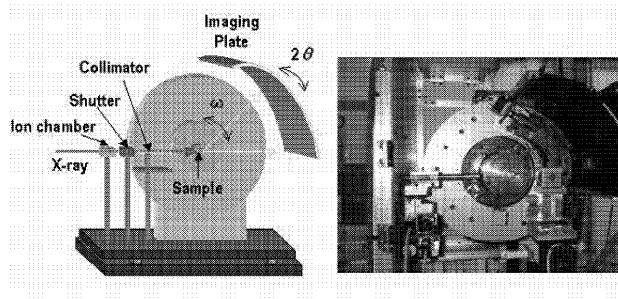 Imaging
Plate
2θ
Collimator
Shutter
ω
Ion chamber
X-ray
Sample